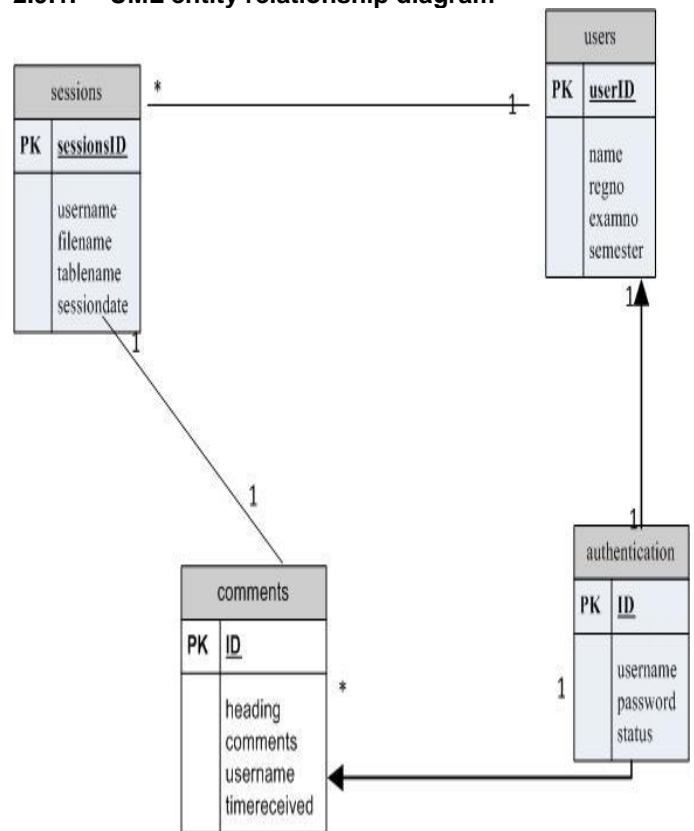 2.9.1. UML entity relationship diagram
users
PK userID
name
regno
examno
semester
sessions
PK sessionsID
username
filename
tablename
sessiondate
* 1
1
1
1
1
authentication
PK ID
username
password
status
comments
PK ID
heading
comments
username
timereceived
* 1